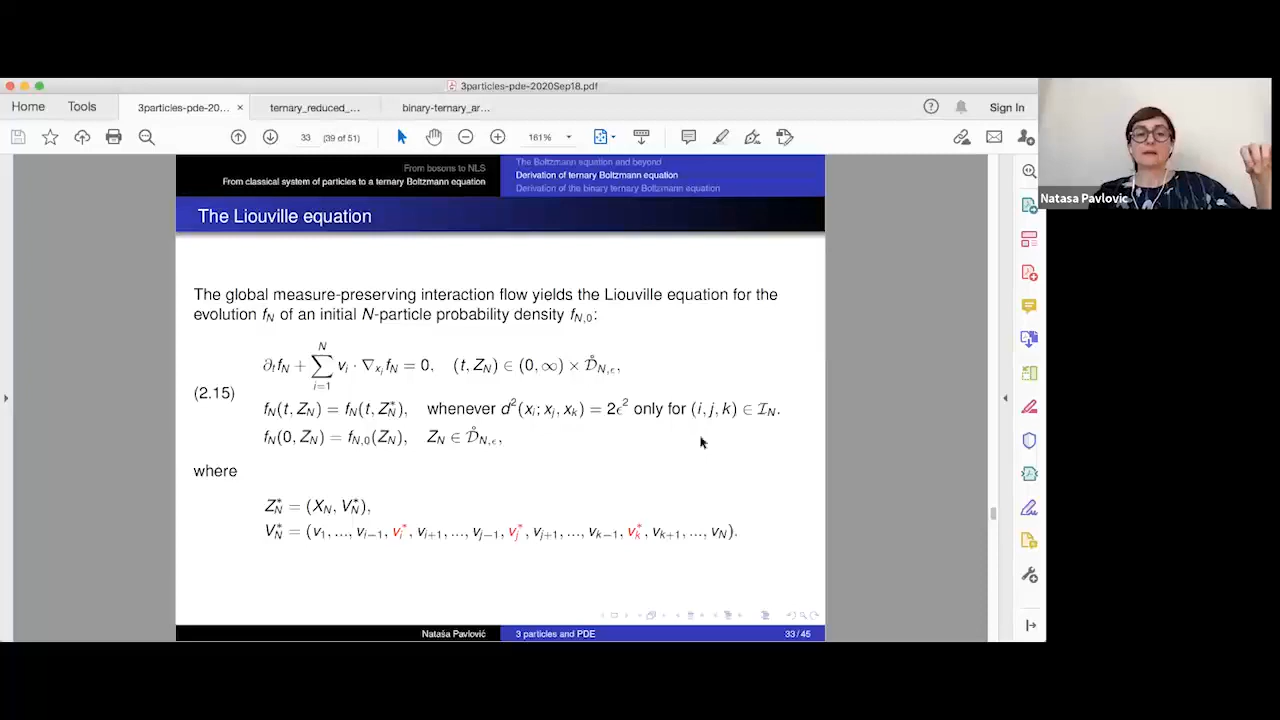 3particles-pde-2020Sep18.pdf
Home Tools 3particles-pde-20... × ternary_reduced_... binary-ternary_ar... Sign In
33 (39 of 51) 161%
From bosons to NLS
From classical system of particles to a ternary Boltzmann equation
The Boltzmann equation and beyond
Derivation of ternary Boltzmann equation
Derivation of the binary ternary Boltzmann equation
Natasa Pavlovic
The Liouville equation
The global measure-preserving interaction flow yields the Liouville equation for the
evolution f_N of an initial N-particle probability density f_{N,0}:
∂_t f_N + ∑_{i=1}^{N} v_i · ∇_{x_i} f_N = 0, (t, Z_N) ∈ (0, ∞) × 𝒟̊_{N,ϵ},
(2.15)
f_N(t, Z_N) = f_N(t, Z_N^*), whenever d²(x_i; x_j, x_k) = 2ϵ² only for (i, j, k) ∈ ℐ_N.
f_N(0, Z_N) = f_{N,0}(Z_N), Z_N ∈ 𝒟̊_{N,ϵ},
where
Z_N^* = (X_N, V_N^*),
V_N^* = (v_1, ..., v_{i−1}, v_i^*, v_{i+1}, ..., v_{j−1}, v_j^*, v_{j+1}, ..., v_{k−1}, v_k^*, v_{k+1}, ..., v_N).
Nataša Pavlović 3 particles and PDE 33 / 45